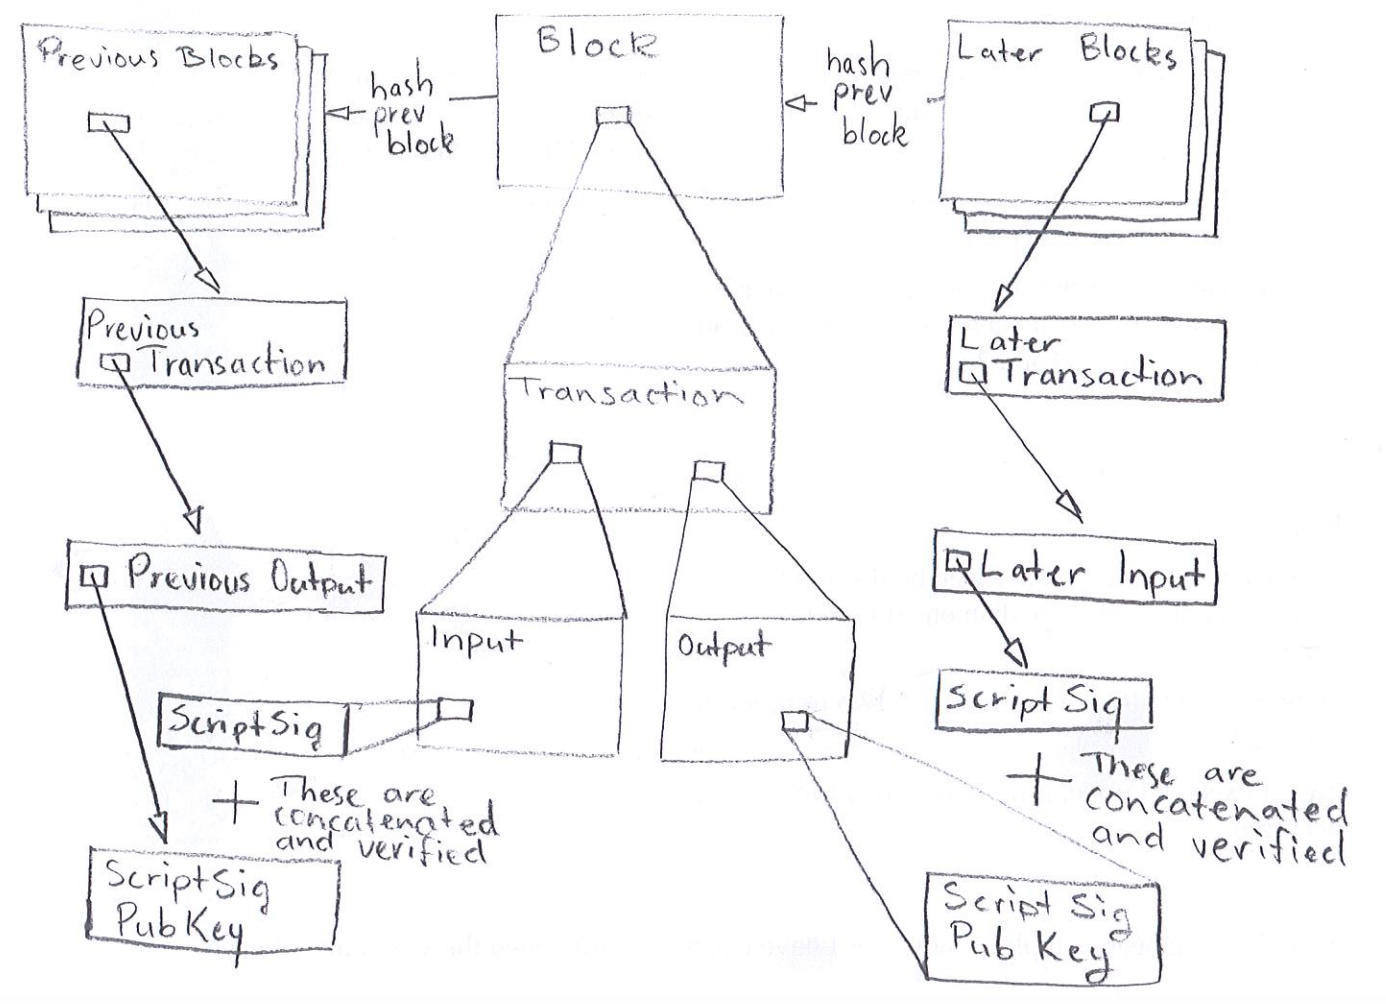 Previous Blocks
hash
prev
block
Block
hash
prev
block
Later Blocks
Previous
Transaction
Transaction
Later
Transaction
Previous Output
Input
Output
Later Input
ScriptSig
+ These are
concatenated
and verified
ScriptSig
PubKey
Script Sig
+ These are
concatenated
and verified
Script Sig
Pub Key